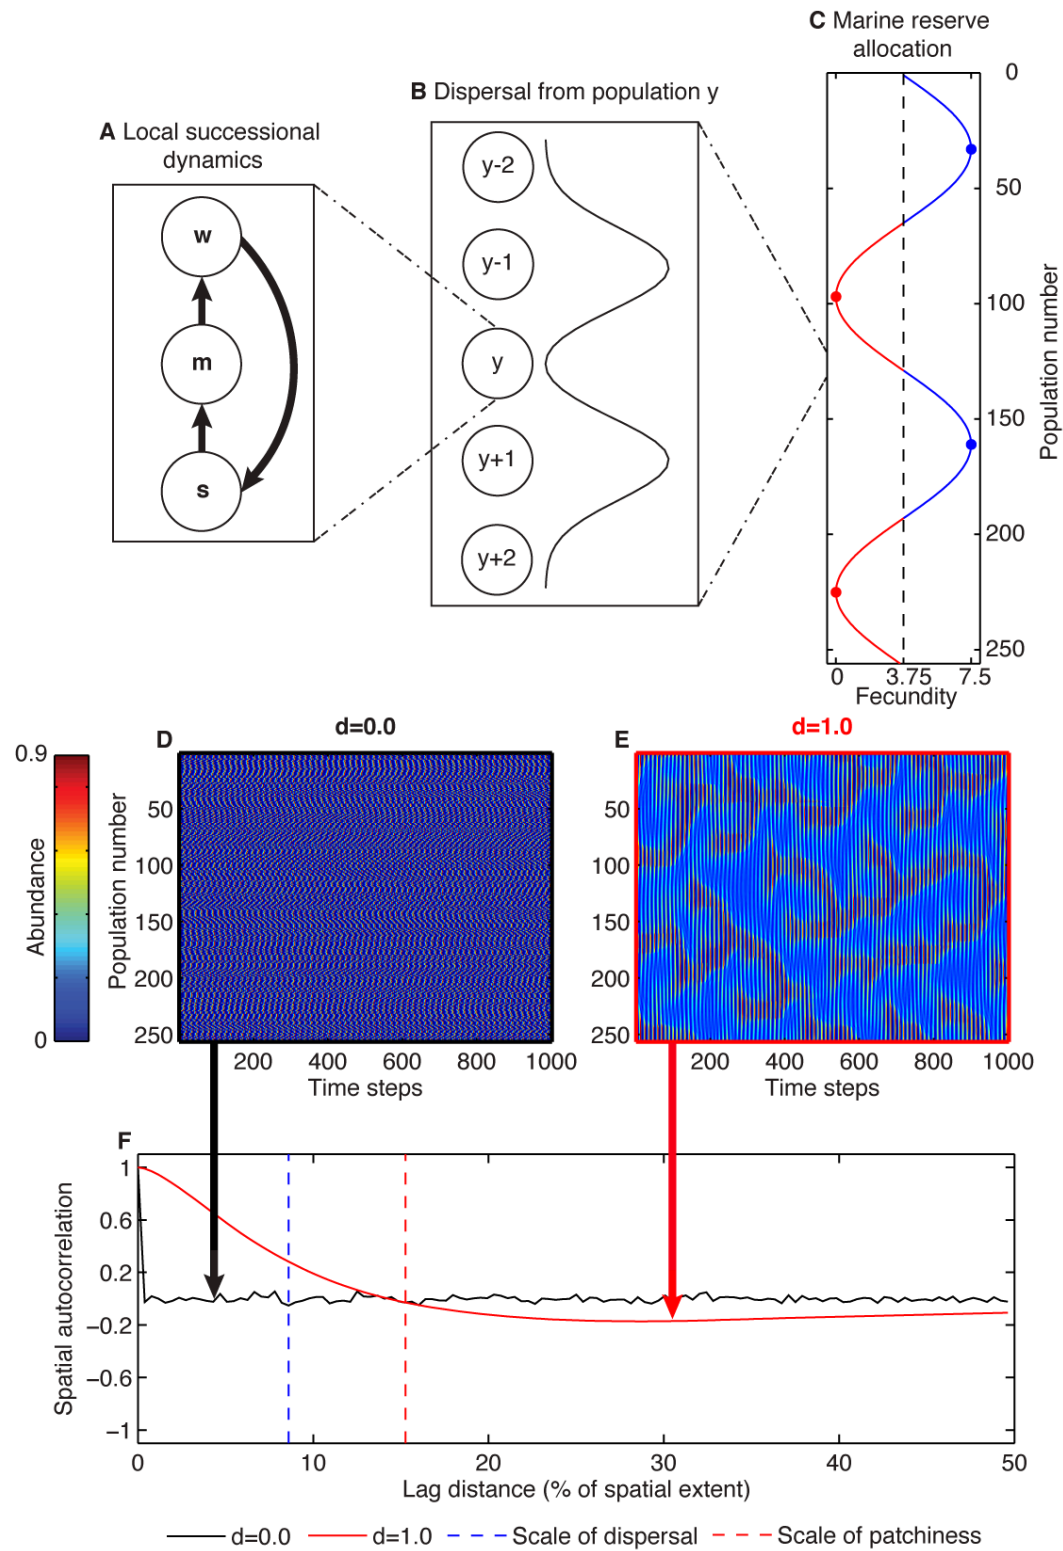 C Marine reserve
allocation
B Dispersal from population y
A Local successional
dynamics
w
m
s
y-2
y-1
y
y+1
y+2
0
50
100
150
200
250
Population number
0 3.75 7.5
Fecundity
D d=0.0
E d=1.0
0.9
0
Abundance
Population number
50
100
150
200
250
200 400 600 800 1000
Time steps
50
100
150
200
250
200 400 600 800 1000
Time steps
F
1
0.6
0.2
−0.2
−0.6
−1
Spatial autocorrelation
0 10 20 30 40 50
Lag distance (% of spatial extent)
d=0.0 d=1.0 Scale of dispersal Scale of patchiness